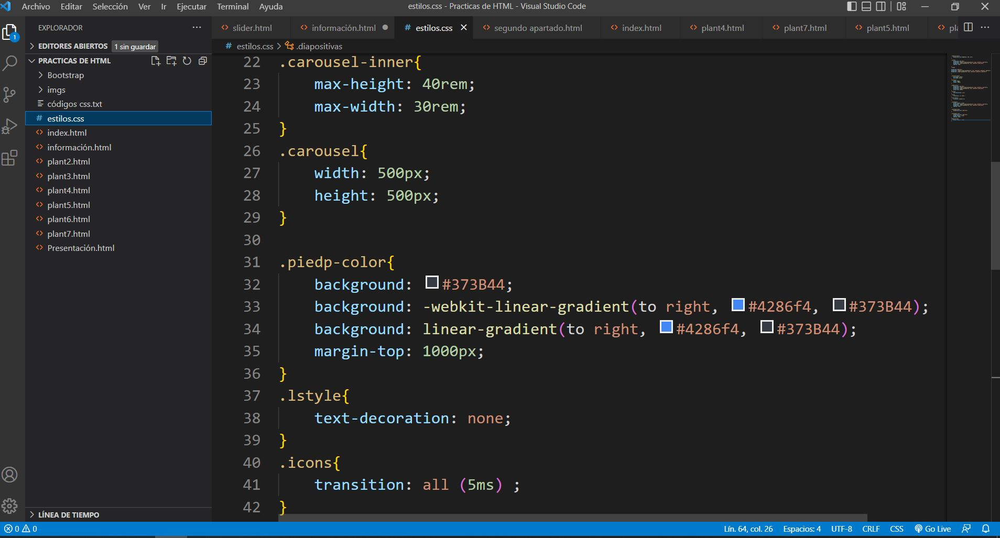 Archivo Editar Selección Ver Ir Ejecutar Terminal Ayuda
estilos.css - Practicas de HTML - Visual Studio Code
EXPLORADOR
EDITORES ABIERTOS 1 sin guardar
PRACTICAS DE HTML
Bootstrap
imgs
códigos css.txt
estilos.css
index.html
información.html
plant2.html
plant3.html
plant4.html
plant5.html
plant6.html
plant7.html
Presentación.html
LÍNEA DE TIEMPO
1
slider.html información.html estilos.css segundo apartado.html index.html plant4.html plant7.html plant5.html pla
estilos.css > .diapositivas
22 .carousel-inner{
23 max-height: 40rem;
24 max-width: 30rem;
25 }
26 .carousel{
27 width: 500px;
28 height: 500px;
29 }
30
31 .piedp-color{
32 background: #373B44;
33 background: -webkit-linear-gradient(to right, #4286f4, #373B44);
34 background: linear-gradient(to right, #4286f4, #373B44);
35 margin-top: 1000px;
36 }
37 .lstyle{
38 text-decoration: none;
39 }
40 .icons{
41 transition: all (5ms) ;
42 }
0 0
Lín. 64, col. 26 Espacios: 4 UTF-8 CRLF CSS Go Live